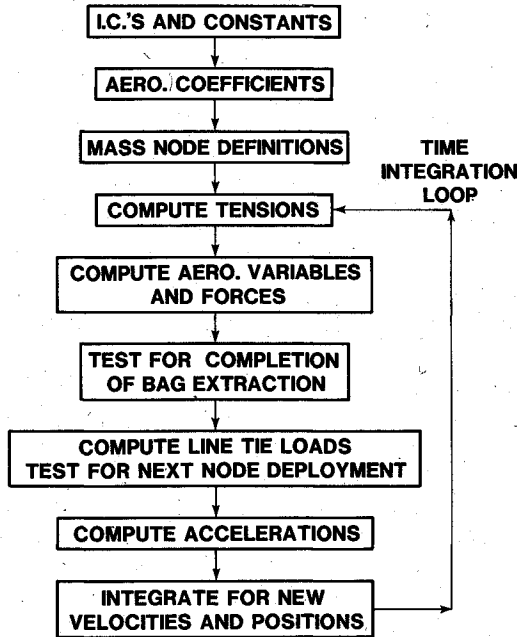 I.C.'S AND CONSTANTS
AERO. COEFFICIENTS
MASS NODE DEFINITIONS
TIME
INTEGRATION
LOOP
COMPUTE TENSIONS
COMPUTE AERO. VARIABLES
AND FORCES
TEST FOR COMPLETION
OF BAG EXTRACTION
COMPUTE LINE TIE LOADS
TEST FOR NEXT NODE DEPLOYMENT
COMPUTE ACCELERATIONS
INTEGRATE FOR NEW
VELOCITIES AND POSITIONS